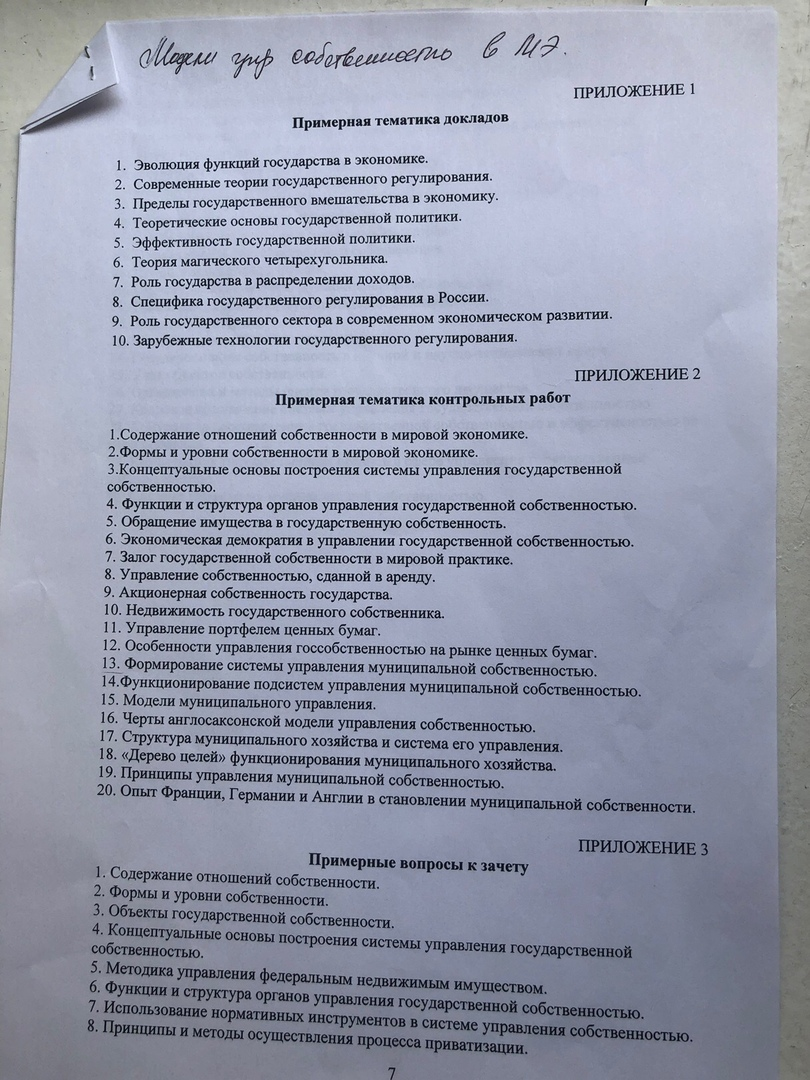 Модели упр собственностью в МЭ.
ПРИЛОЖЕНИЕ 1
Примерная тематика докладов
1. Эволюция функций государства в экономике.
2. Современные теории государственного регулирования.
3. Пределы государственного вмешательства в экономику.
4. Теоретические основы государственной политики.
5. Эффективность государственной политики.
6. Теория магического четырехугольника.
7. Роль государства в распределении доходов.
8. Специфика государственного регулирования в России.
9. Роль государственного сектора в современном экономическом развитии.
10. Зарубежные технологии государственного регулирования.
ПРИЛОЖЕНИЕ 2
Примерная тематика контрольных работ
1.Содержание отношений собственности в мировой экономике.
2.Формы и уровни собственности в мировой экономике.
3.Концептуальные основы построения системы управления государственной
собственностью.
4. Функции и структура органов управления государственной собственностью.
5. Обращение имущества в государственную собственность.
6. Экономическая демократия в управлении государственной собственностью.
7. Залог государственной собственности в мировой практике.
8. Управление собственностью, сданной в аренду.
9. Акционерная собственность государства.
10. Недвижимость государственного собственника.
11. Управление портфелем ценных бумаг.
12. Особенности управления госсобственностью на рынке ценных бумаг.
13. Формирование системы управления муниципальной собственностью.
14.Функционирование подсистем управления муниципальной собственностью.
15. Модели муниципального управления.
16. Черты англосаксонской модели управления собственностью.
17. Структура муниципального хозяйства и система его управления.
18. «Дерево целей» функционирования муниципального хозяйства.
19. Принципы управления муниципальной собственностью.
20. Опыт Франции, Германии и Англии в становлении муниципальной собственности.
ПРИЛОЖЕНИЕ 3
Примерные вопросы к зачету
1. Содержание отношений собственности.
2. Формы и уровни собственности.
3. Объекты государственной собственности.
4. Концептуальные основы построения системы управления государственной
собственностью.
5. Методика управления федеральным недвижимым имуществом.
6. Функции и структура органов управления государственной собственностью.
7. Использование нормативных инструментов в системе управления собственностью.
8. Принципы и методы осуществления процесса приватизации.
7